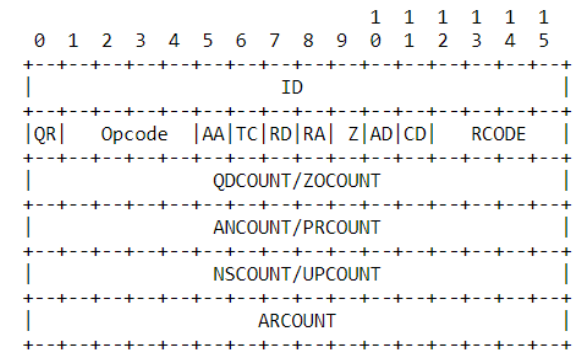 1 1 1 1 1 1
0 1 2 3 4 5 6 7 8 9 0 1 2 3 4 5
+--+--+--+--+--+--+--+--+--+--+--+--+--+--+--+--+
| ID |
+--+--+--+--+--+--+--+--+--+--+--+--+--+--+--+--+
|QR| Opcode |AA|TC|RD|RA| Z|AD|CD| RCODE |
+--+--+--+--+--+--+--+--+--+--+--+--+--+--+--+--+
| QDCOUNT/ZOCOUNT |
+--+--+--+--+--+--+--+--+--+--+--+--+--+--+--+--+
| ANCOUNT/PRCOUNT |
+--+--+--+--+--+--+--+--+--+--+--+--+--+--+--+--+
| NSCOUNT/UPCOUNT |
+--+--+--+--+--+--+--+--+--+--+--+--+--+--+--+--+
| ARCOUNT |
+--+--+--+--+--+--+--+--+--+--+--+--+--+--+--+--+